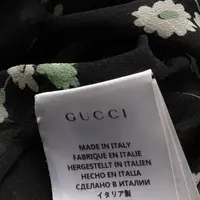 GUCCI
MADE IN ITALY
FABRIQUE EN ITALIE
HERGESTELLT IN ITALIEN
HECHO EN ITALIA
СДЕЛАНО В ИТАЛИИ
イタリア製